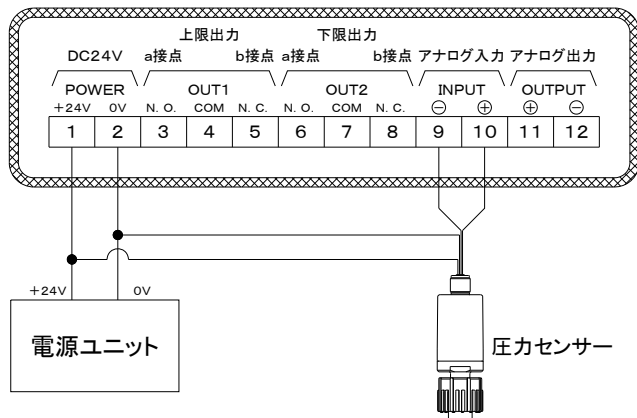 上限出力 下限出力
DC24V a接点 b接点 a接点 b接点 アナログ入力 アナログ出力
POWER OUT1 OUT2 INPUT OUTPUT
+24V 0V N. O. COM N. C. N. O. COM N. C. ⊖ ⊕ ⊕ ⊖
1 2 3 4 5 6 7 8 9 10 11 12
+24V 0V
電源ユニット
圧力センサー